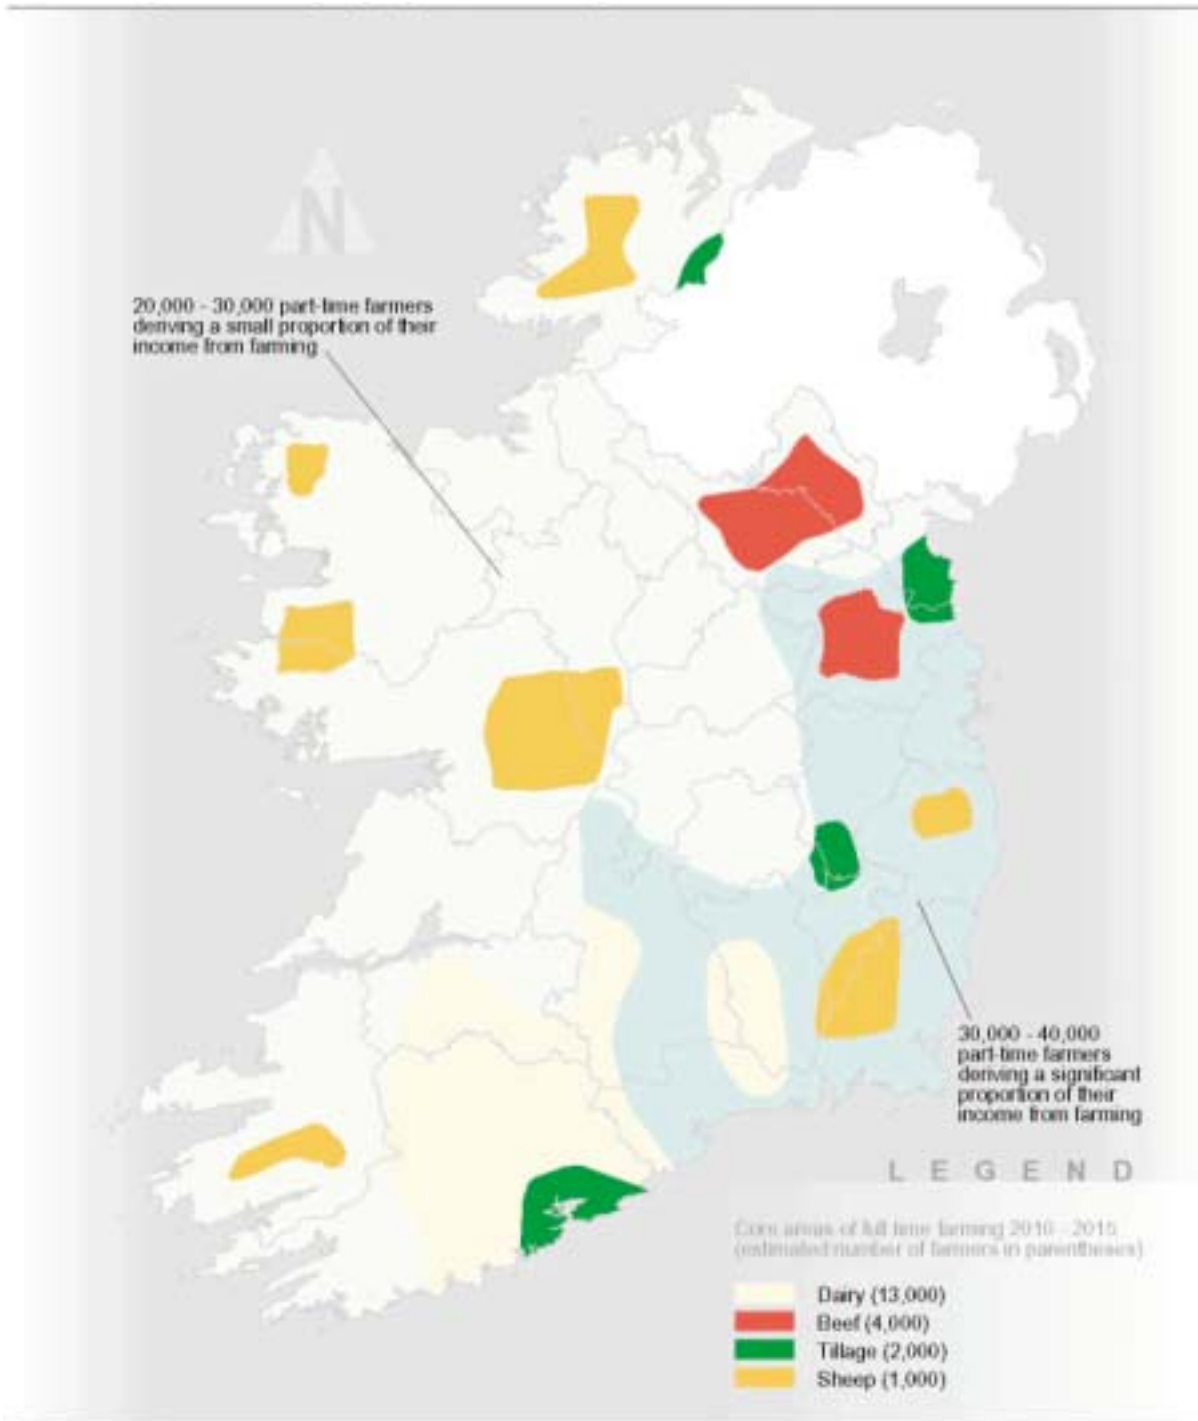 N
20,000 - 30,000 part-time farmers
deriving a small proportion of their
income from farming
30,000 - 40,000
part-time farmers
deriving a significant
proportion of their
income from farming
LEGEND
Core areas of full time farming 2010 - 2015
(estimated number of farmers in parentheses)
Dairy (13,000)
Beef (4,000)
Tillage (2,000)
Sheep (1,000)